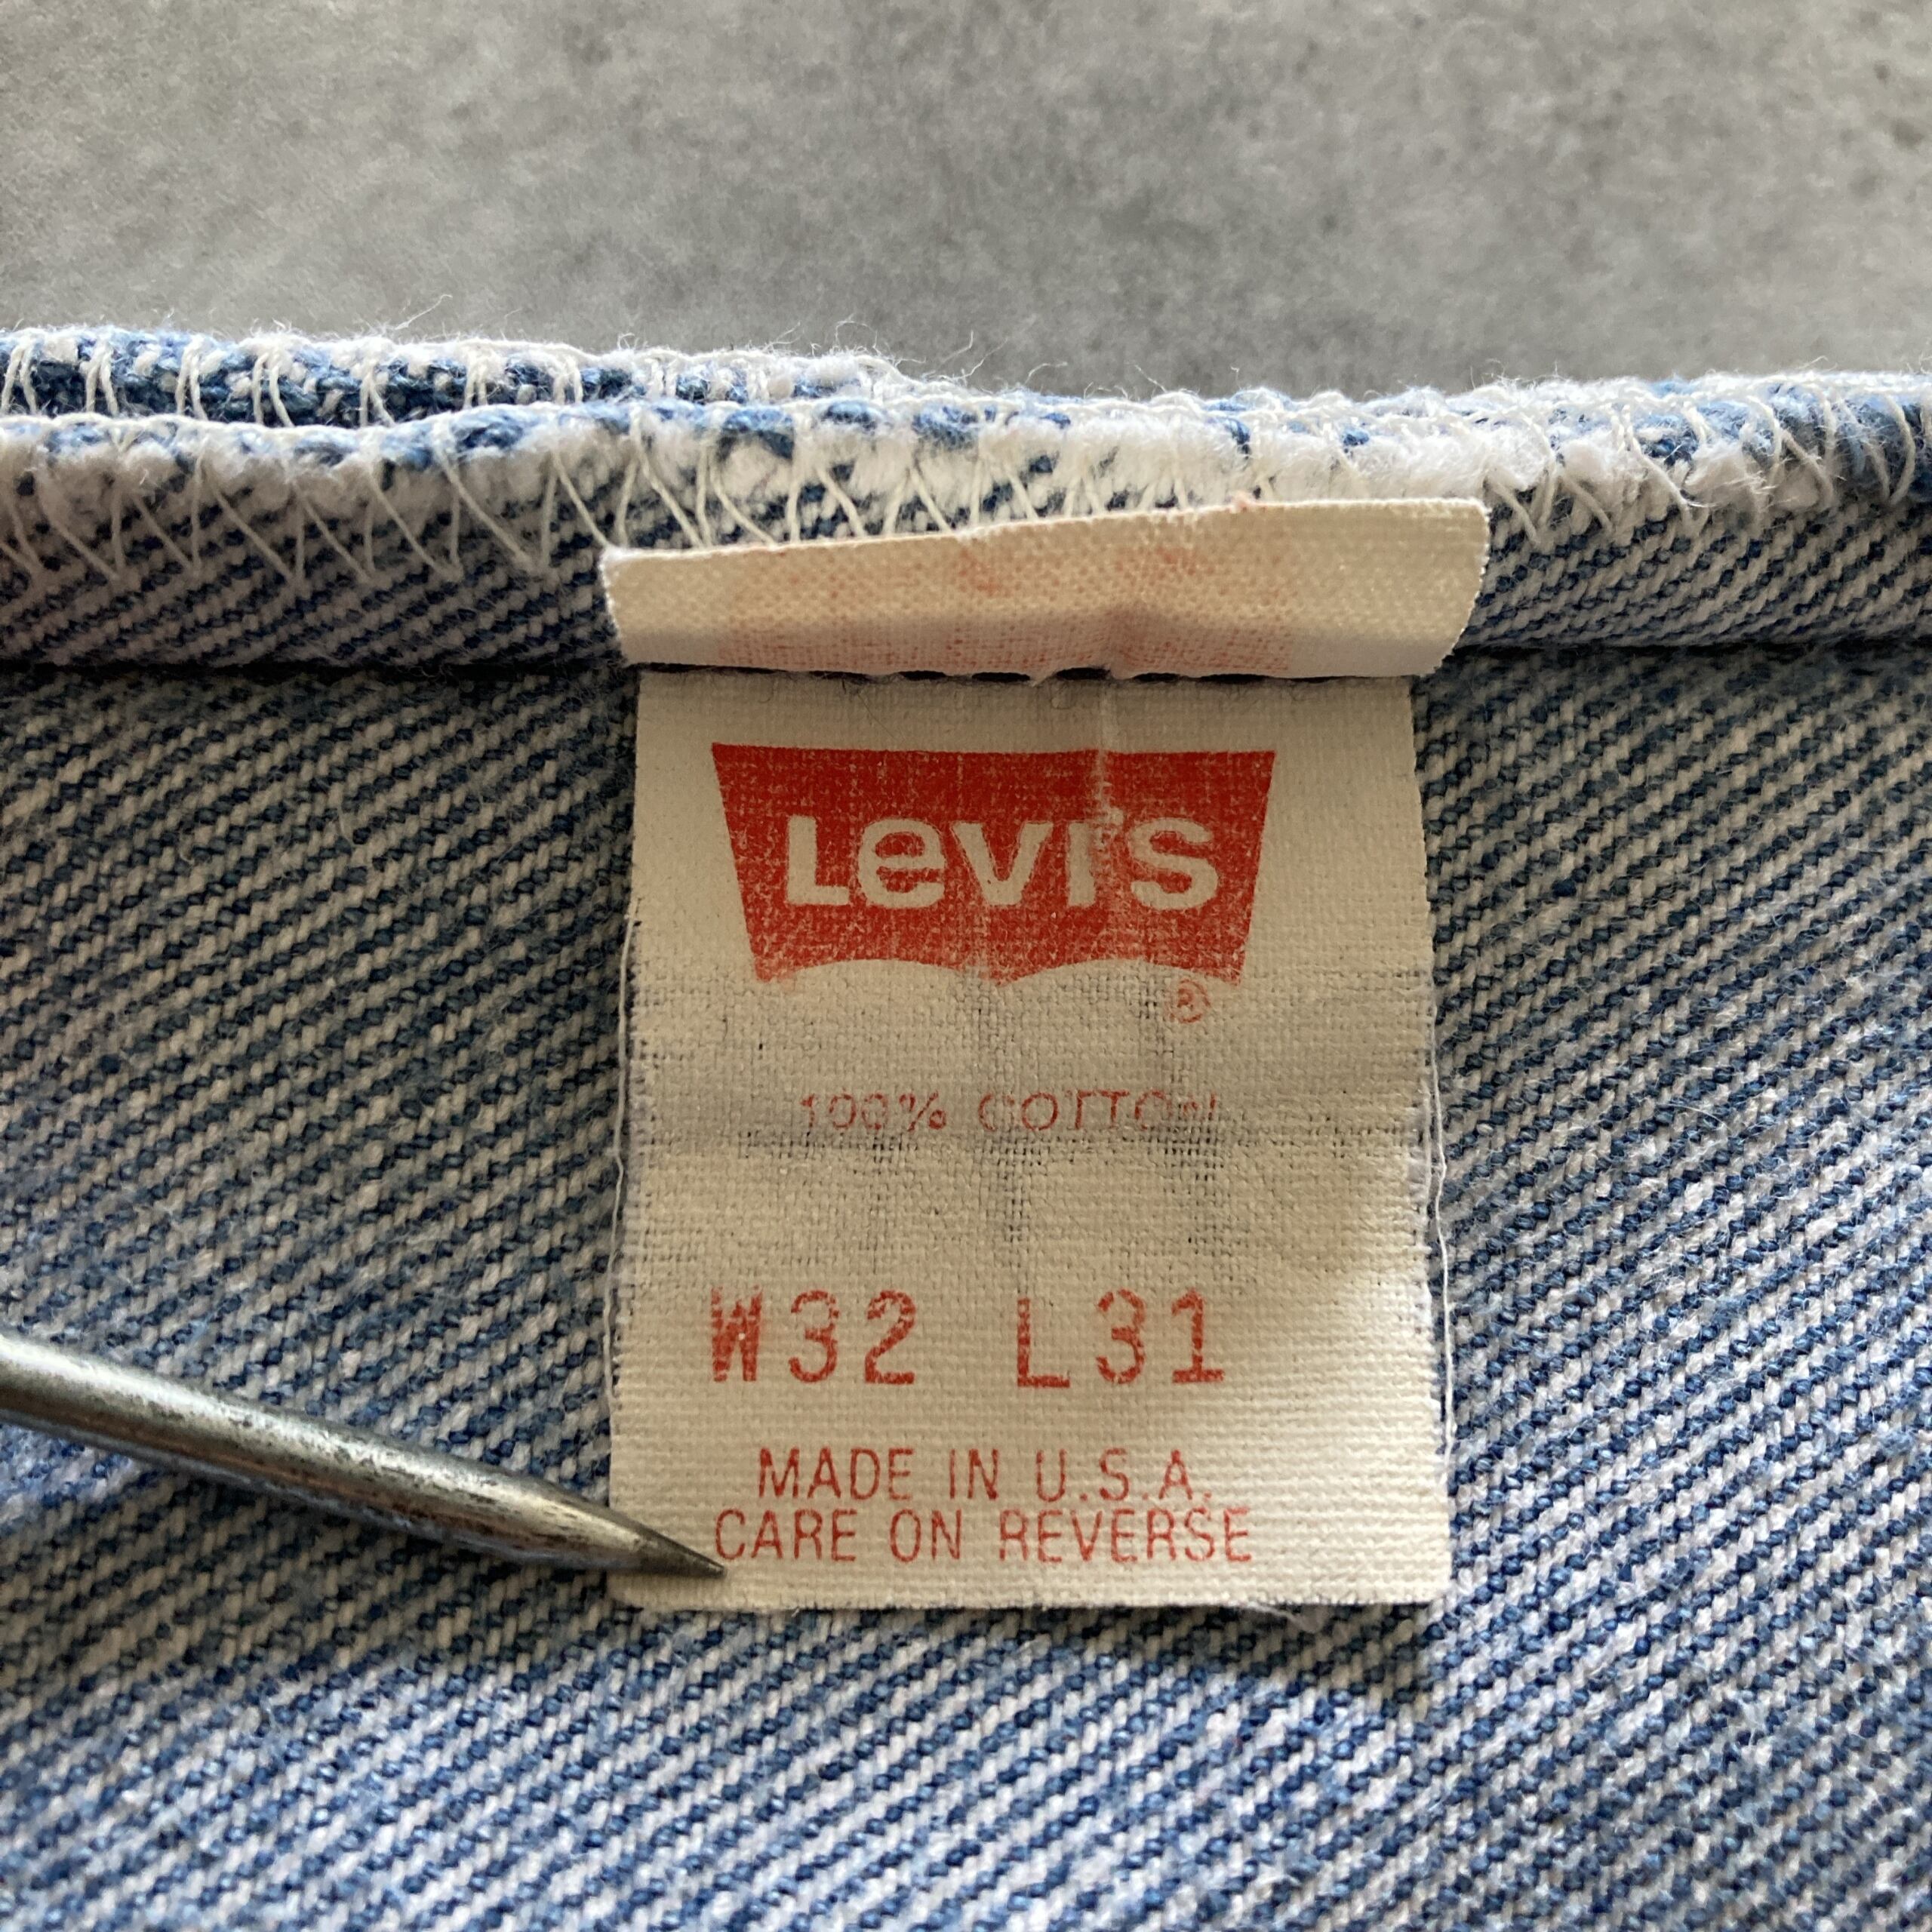 Levi's
®
100% COTTON
W32 L31
MADE IN U.S.A.
CARE ON REVERSE